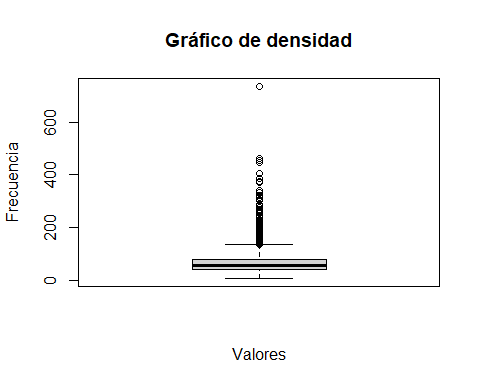 Gráfico de densidad
Frecuencia
600
400
200
0
Valores